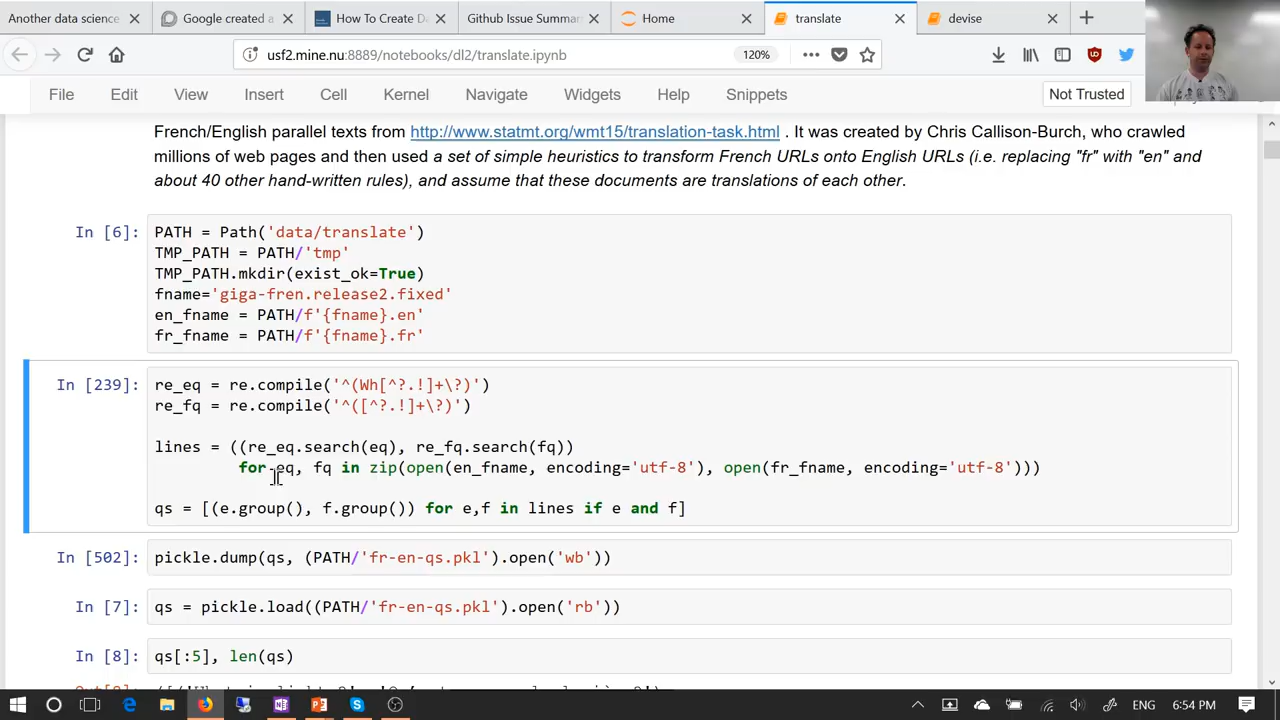 Another data science
Google created a
How To Create De
Github Issue Summar
Home
translate
devise
usf2.mine.nu:8889/notebooks/dl2/translate.ipynb
120%
File Edit View Insert Cell Kernel Navigate Widgets Help Snippets
Not Trusted
French/English parallel texts from http://www.statmt.org/wmt15/translation-task.html . It was created by Chris Callison-Burch, who crawled
millions of web pages and then used a set of simple heuristics to transform French URLs onto English URLs (i.e. replacing "fr" with "en" and
about 40 other hand-written rules), and assume that these documents are translations of each other.
In [6]: PATH = Path('data/translate')
TMP_PATH = PATH/'tmp'
TMP_PATH.mkdir(exist_ok=True)
fname='giga-fren.release2.fixed'
en_fname = PATH/f'{fname}.en'
fr_fname = PATH/f'{fname}.fr'
In [239]: re_eq = re.compile('^(Wh[^?.!]+\?)')
re_fq = re.compile('^([^?.!]+\?)')
lines = ((re_eq.search(eq), re_fq.search(fq))
for eq, fq in zip(open(en_fname, encoding='utf-8'), open(fr_fname, encoding='utf-8')))
qs = [(e.group(), f.group()) for e,f in lines if e and f]
In [502]: pickle.dump(qs, (PATH/'fr-en-qs.pkl').open('wb'))
In [7]: qs = pickle.load((PATH/'fr-en-qs.pkl').open('rb'))
In [8]: qs[:5], len(qs)
ENG 6:54 PM